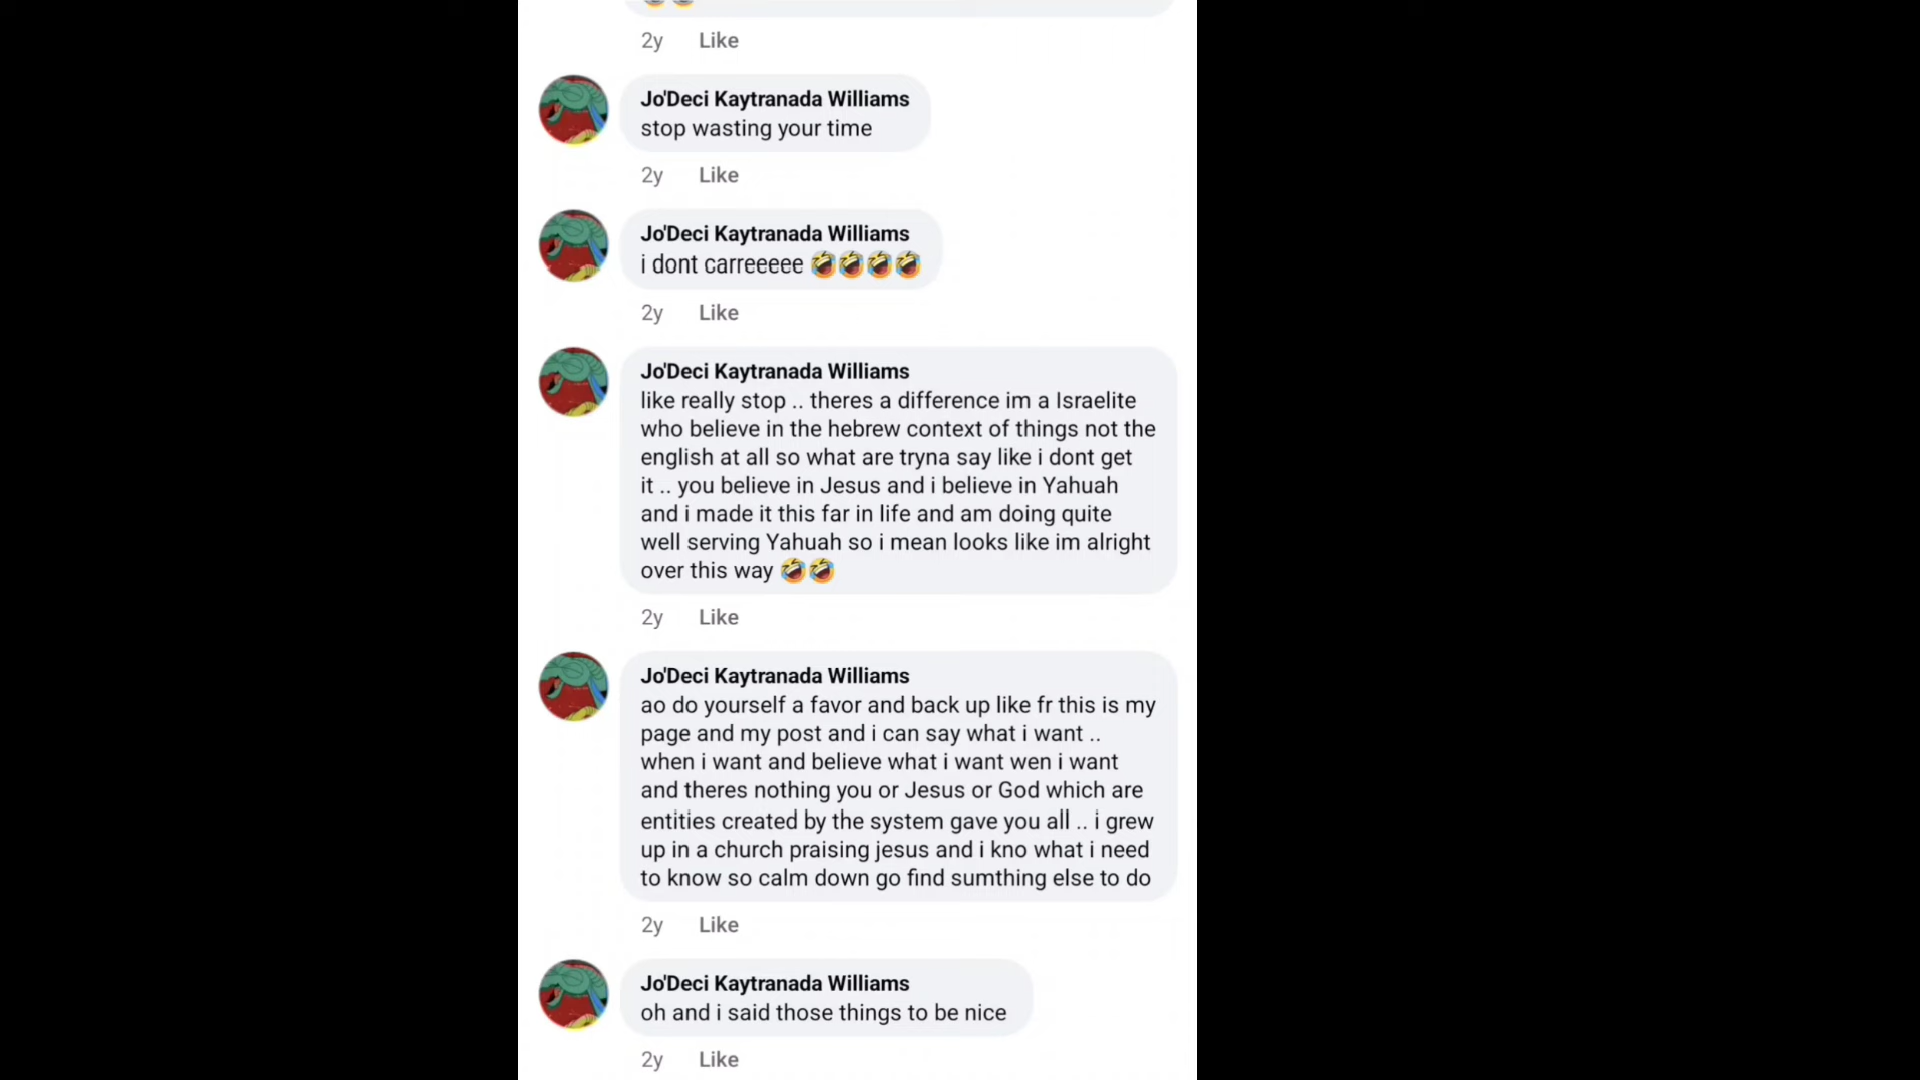 2y Like
Jo'Deci Kaytranada Williams
stop wasting your time
2y Like
Jo'Deci Kaytranada Williams
i dont carreeeee 🤣🤣🤣🤣
2y Like
Jo'Deci Kaytranada Williams
like really stop .. theres a difference im a Israelite
who believe in the hebrew context of things not the
english at all so what are tryna say like i dont get
it .. you believe in Jesus and i believe in Yahuah
and i made it this far in life and am doing quite
well serving Yahuah so i mean looks like im alright
over this way 🤣🤣
2y Like
Jo'Deci Kaytranada Williams
ao do yourself a favor and back up like fr this is my
page and my post and i can say what i want ..
when i want and believe what i want wen i want
and theres nothing you or Jesus or God which are
entities created by the system gave you all .. i grew
up in a church praising jesus and i kno what i need
to know so calm down go find sumthing else to do
2y Like
Jo'Deci Kaytranada Williams
oh and i said those things to be nice
2y Like